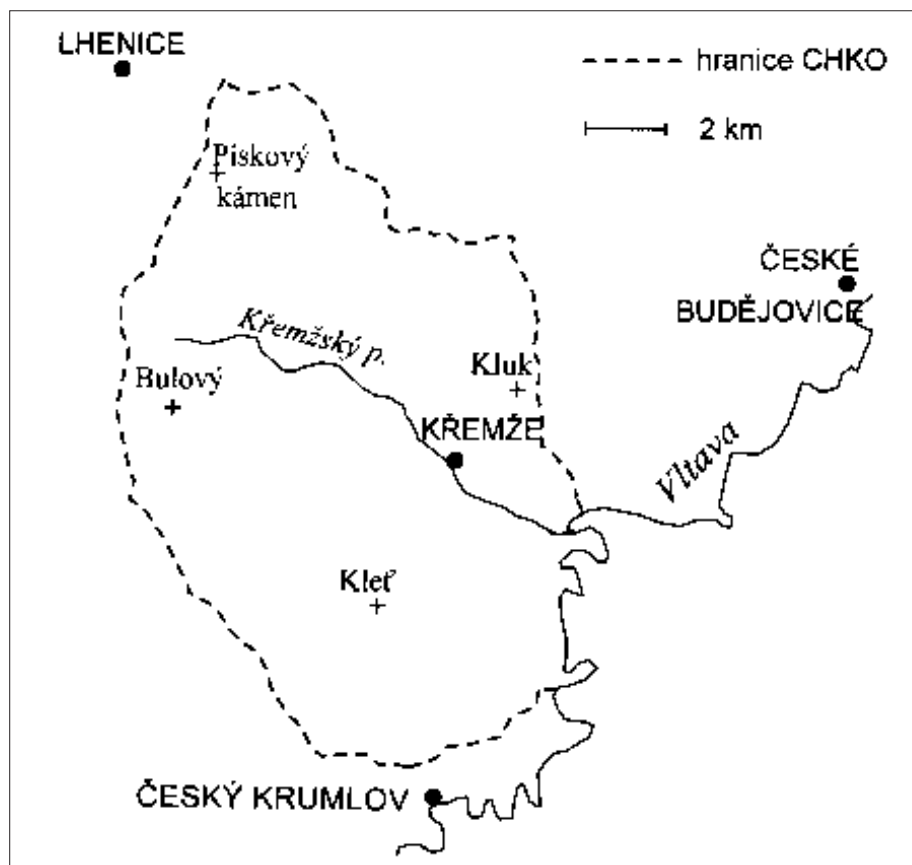 LHENICE
hranice CHKO
2 km
Pískový
kámen
ČESKÉ
BUDĚJOVICE
Křemžský p.
Bulový
Kluk
KŘEMŽE
Vltava
Kleť
ČESKÝ KRUMLOV